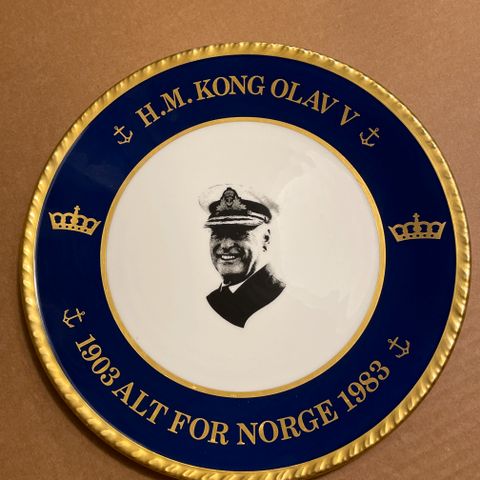 H.M. KONG OLAV V
1903 ALT FOR NORGE 1983